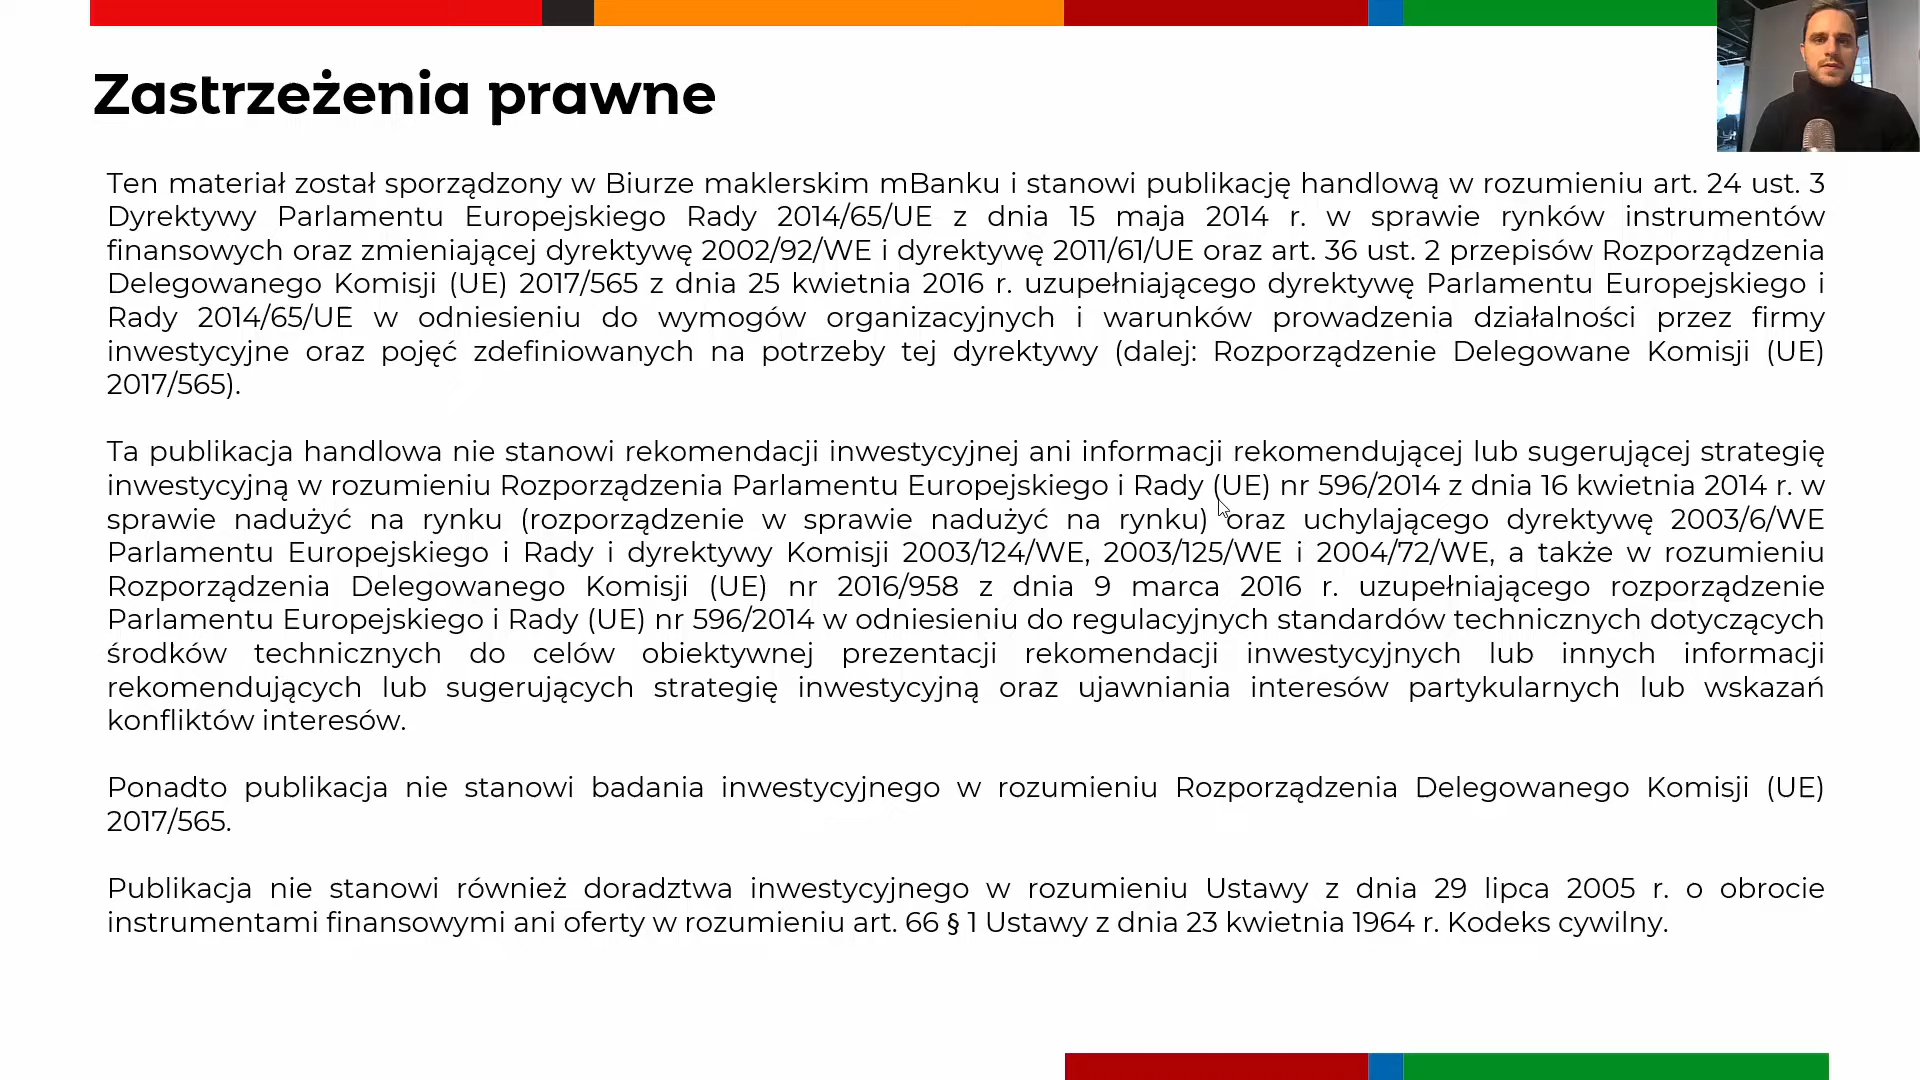 Zastrzeżenia prawne
Ten materiał został sporządzony w Biurze maklerskim mBanku i stanowi publikację handlową w rozumieniu art. 24 ust. 3
Dyrektywy Parlamentu Europejskiego Rady 2014/65/UE z dnia 15 maja 2014 r. w sprawie rynków instrumentów
finansowych oraz zmieniającej dyrektywę 2002/92/WE i dyrektywę 2011/61/UE oraz art. 36 ust. 2 przepisów Rozporządzenia
Delegowanego Komisji (UE) 2017/565 z dnia 25 kwietnia 2016 r. uzupełniającego dyrektywę Parlamentu Europejskiego i
Rady 2014/65/UE w odniesieniu do wymogów organizacyjnych i warunków prowadzenia działalności przez firmy
inwestycyjne oraz pojęć zdefiniowanych na potrzeby tej dyrektywy (dalej: Rozporządzenie Delegowane Komisji (UE)
2017/565).
Ta publikacja handlowa nie stanowi rekomendacji inwestycyjnej ani informacji rekomendującej lub sugerującej strategię
inwestycyjną w rozumieniu Rozporządzenia Parlamentu Europejskiego i Rady (UE) nr 596/2014 z dnia 16 kwietnia 2014 r. w
sprawie nadużyć na rynku (rozporządzenie w sprawie nadużyć na rynku) oraz uchylającego dyrektywę 2003/6/WE
Parlamentu Europejskiego i Rady i dyrektywy Komisji 2003/124/WE, 2003/125/WE i 2004/72/WE, a także w rozumieniu
Rozporządzenia Delegowanego Komisji (UE) nr 2016/958 z dnia 9 marca 2016 r. uzupełniającego rozporządzenie
Parlamentu Europejskiego i Rady (UE) nr 596/2014 w odniesieniu do regulacyjnych standardów technicznych dotyczących
środków technicznych do celów obiektywnej prezentacji rekomendacji inwestycyjnych lub innych informacji
rekomendujących lub sugerujących strategię inwestycyjną oraz ujawniania interesów partykularnych lub wskazań
konfliktów interesów.
Ponadto publikacja nie stanowi badania inwestycyjnego w rozumieniu Rozporządzenia Delegowanego Komisji (UE)
2017/565.
Publikacja nie stanowi również doradztwa inwestycyjnego w rozumieniu Ustawy z dnia 29 lipca 2005 r. o obrocie
instrumentami finansowymi ani oferty w rozumieniu art. 66 § 1 Ustawy z dnia 23 kwietnia 1964 r. Kodeks cywilny.